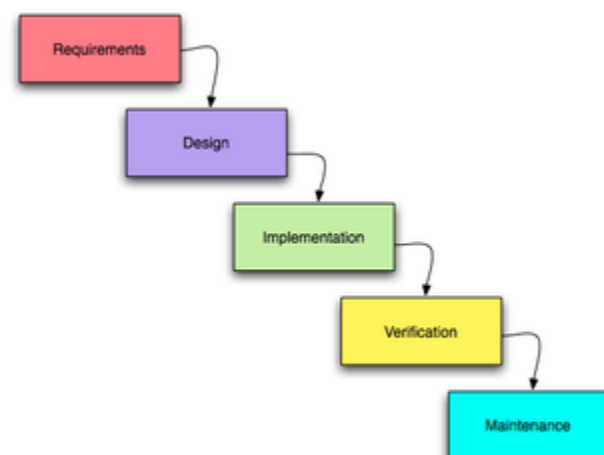 Requirements
Design
Implementation
Verification
Maintenance